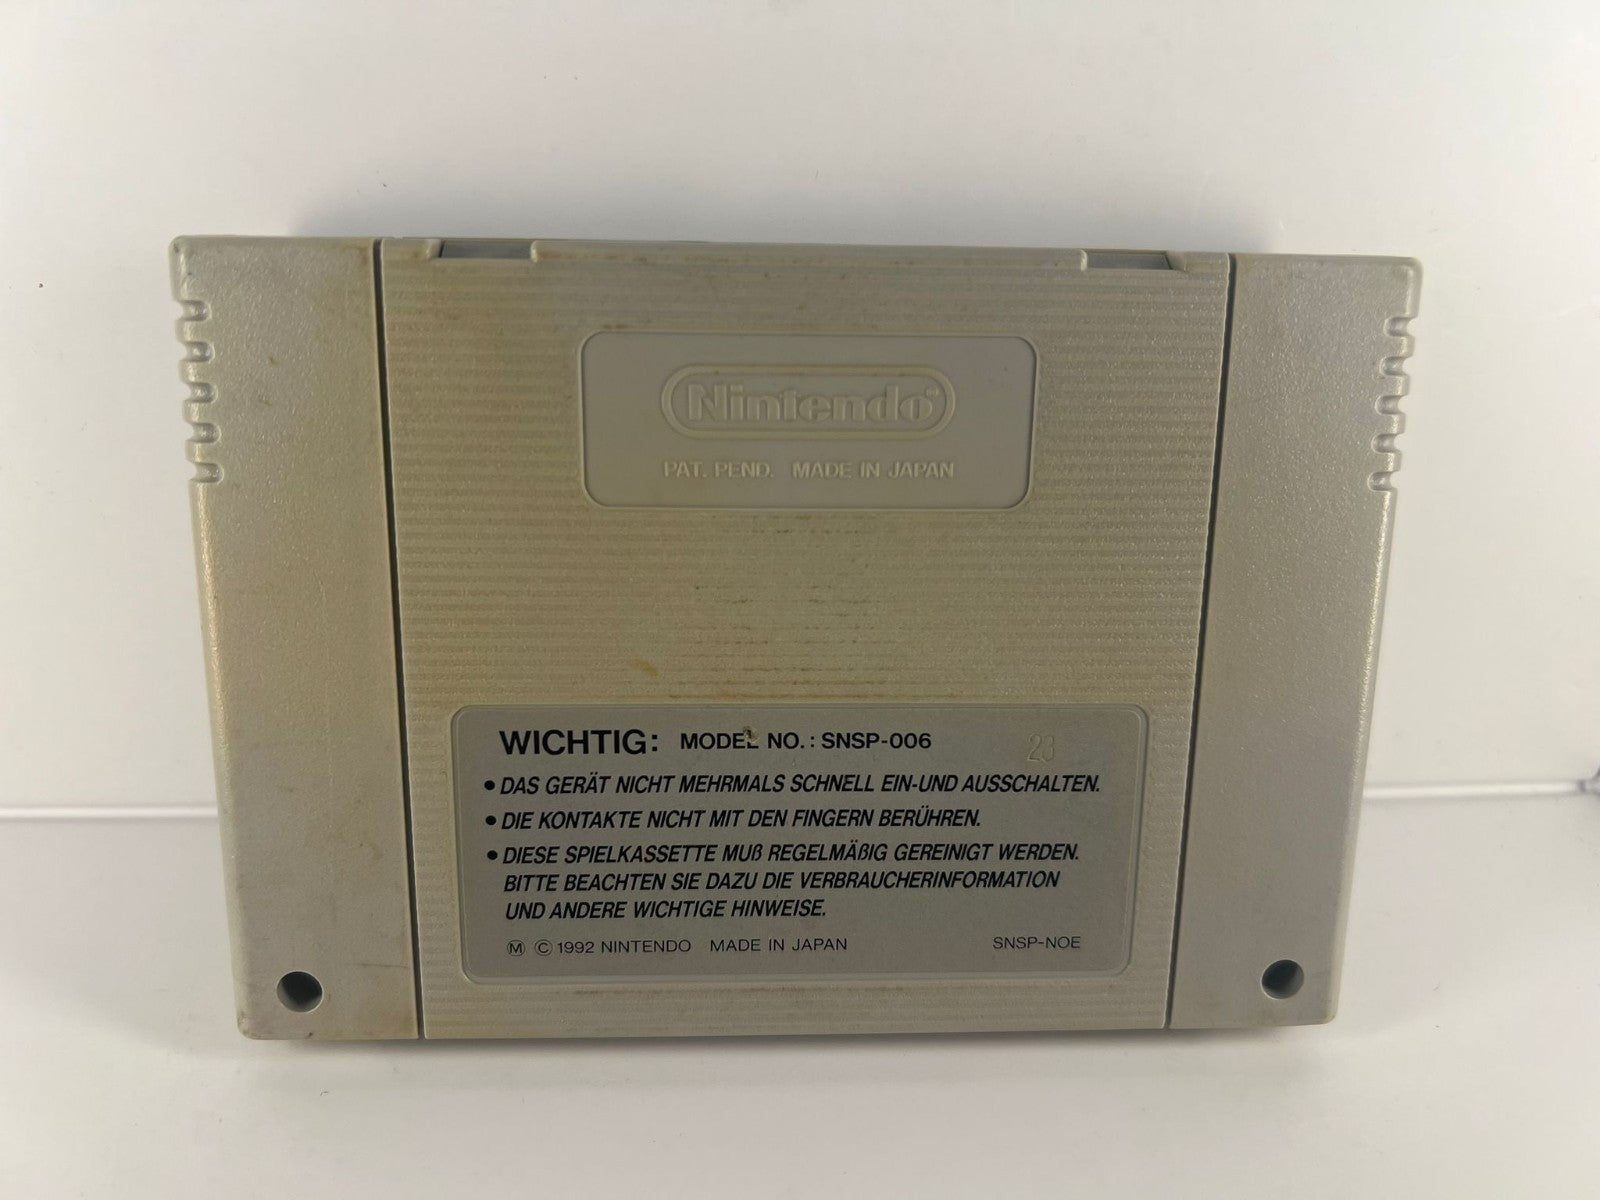 Nintendo®
PAT. PEND. MADE IN JAPAN
WICHTIG: MODEL NO.: SNSP-006
23
• DAS GERÄT NICHT MEHRMALS SCHNELL EIN-UND AUSSCHALTEN.
• DIE KONTAKTE NICHT MIT DEN FINGERN BERÜHREN.
• DIESE SPIELKASSETTE MUß REGELMÄßIG GEREINIGT WERDEN.
BITTE BEACHTEN SIE DAZU DIE VERBRAUCHERINFORMATION
UND ANDERE WICHTIGE HINWEISE.
Ⓜ © 1992 NINTENDO MADE IN JAPAN SNSP-NOE